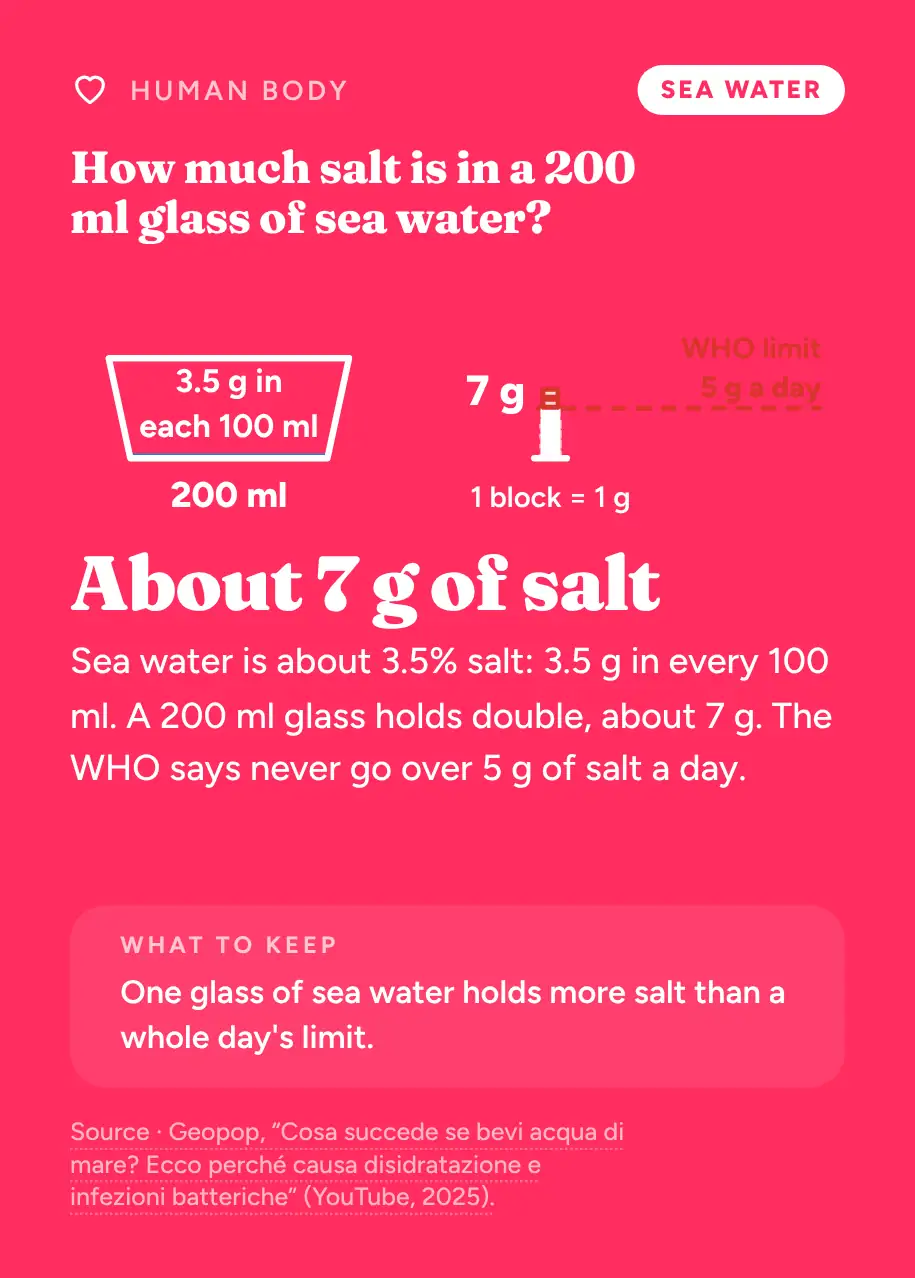 HUMAN BODY
SEA WATER
How much salt is in a 200
ml glass of sea water?
WHO limit
5 g a day
3.5 g in
each 100 ml
7 g
200 ml
1 block = 1 g
About 7 g of salt
Sea water is about 3.5% salt: 3.5 g in every 100
ml. A 200 ml glass holds double, about 7 g. The
WHO says never go over 5 g of salt a day.
WHAT TO KEEP
One glass of sea water holds more salt than a
whole day's limit.
Source · Geopop, “Cosa succede se bevi acqua di
mare? Ecco perché causa disidratazione e
infezioni batteriche” (YouTube, 2025).